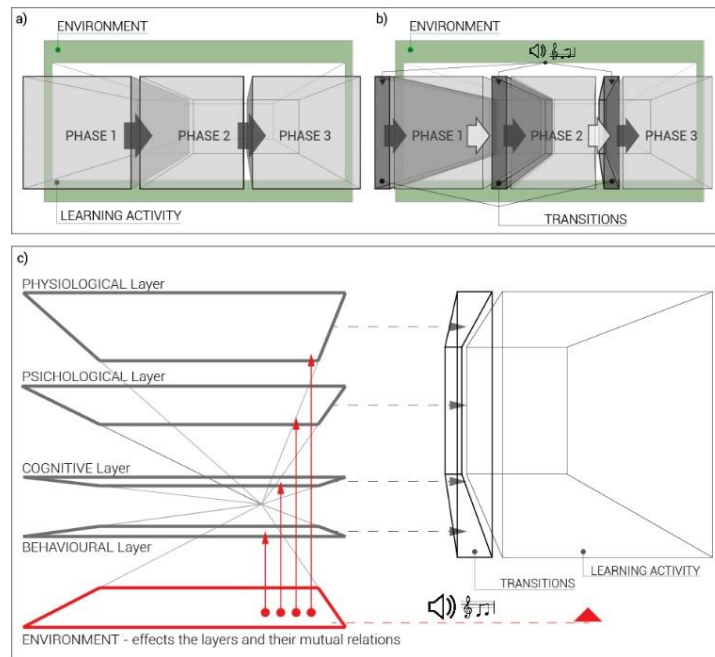 a)
ENVIRONMENT
PHASE 1
PHASE 2
PHASE 3
LEARNING ACTIVITY
b)
ENVIRONMENT
PHASE 1
PHASE 2
PHASE 3
TRANSITIONS
c)
PHYSIOLOGICAL Layer
PSICHOLOGICAL Layer
COGNITIVE Layer
BEHAVIOURAL Layer
TRANSITIONS
LEARNING ACTIVITY
ENVIRONMENT - effects the layers and their mutual relations